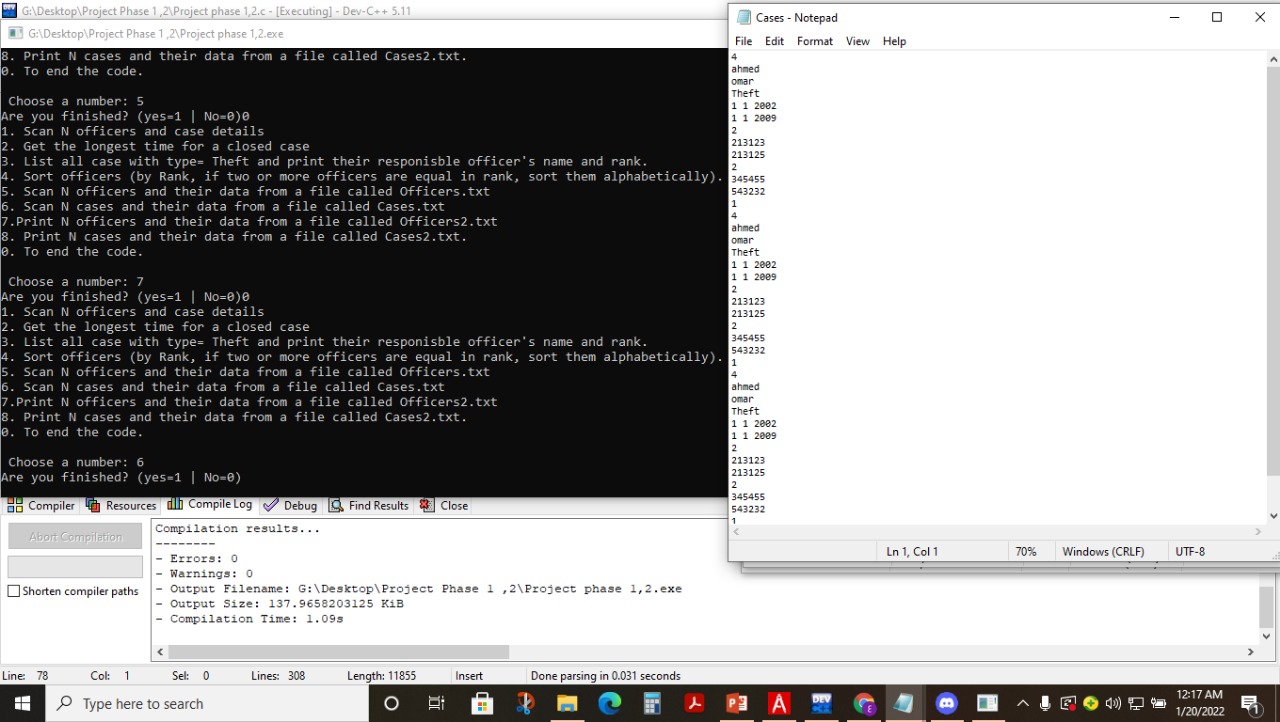 G:\Desktop\Project Phase 1 ,2\Project phase 1,2.c - [Executing] - Dev-C++ 5.11
G:\Desktop\Project Phase 1 ,2\Project phase 1,2.exe
8. Print N cases and their data from a file called Cases2.txt.
0. To end the code.
Choose a number: 5
Are you finished? (yes=1 | No=0)0
1. Scan N officers and case details
2. Get the longest time for a closed case
3. List all case with type= Theft and print their responisble officer's name and rank.
4. Sort officers (by Rank, if two or more officers are equal in rank, sort them alphabetically).
5. Scan N officers and their data from a file called Officers.txt
6. Scan N cases and their data from a file called Cases.txt
7.Print N officers and their data from a file called Officers2.txt
8. Print N cases and their data from a file called Cases2.txt.
0. To end the code.
Choose a number: 7
Are you finished? (yes=1 | No=0)0
1. Scan N officers and case details
2. Get the longest time for a closed case
3. List all case with type= Theft and print their responisble officer's name and rank.
4. Sort officers (by Rank, if two or more officers are equal in rank, sort them alphabetically).
5. Scan N officers and their data from a file called Officers.txt
6. Scan N cases and their data from a file called Cases.txt
7.Print N officers and their data from a file called Officers2.txt
8. Print N cases and their data from a file called Cases2.txt.
0. To end the code.
Choose a number: 6
Are you finished? (yes=1 | No=0)
Cases - Notepad
File Edit Format View Help
4
ahmed
omar
Theft
1 1 2002
1 1 2009
2
213123
213125
2
345455
543232
1
4
ahmed
omar
Theft
1 1 2002
1 1 2009
2
213123
213125
2
345455
543232
1
4
ahmed
omar
Theft
1 1 2002
1 1 2009
2
213123
213125
2
345455
543232
1
Ln 1, Col 1 70% Windows (CRLF) UTF-8
Compiler Resources Compile Log Debug Find Results Close
Abort Compilation
Shorten compiler paths
Compilation results...
--------
- Errors: 0
- Warnings: 0
- Output Filename: G:\Desktop\Project Phase 1 ,2\Project phase 1,2.exe
- Output Size: 137.9658203125 KiB
- Compilation Time: 1.09s
Line: 78 Col: 1 Sel: 0 Lines: 308 Length: 11855 Insert Done parsing in 0.031 seconds
Type here to search
12:17 AM
1/20/2022